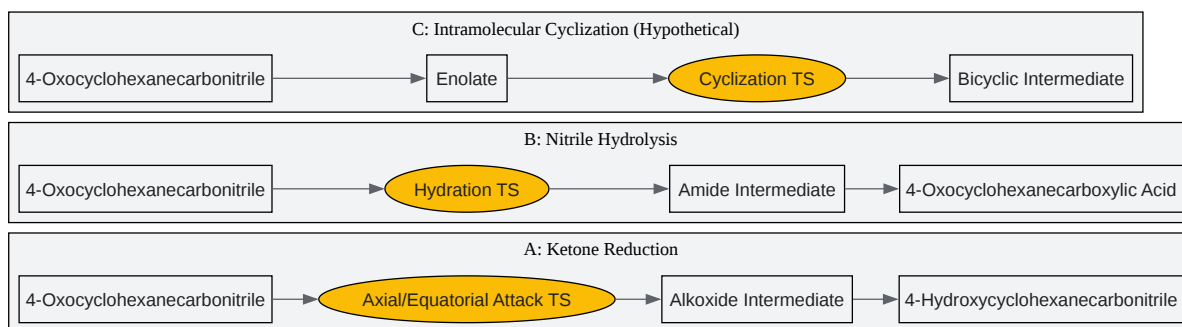 C: Intramolecular Cyclization (Hypothetical)
4-Oxocyclohexanecarbonitrile
Enolate
Cyclization TS
Bicyclic Intermediate
B: Nitrile Hydrolysis
4-Oxocyclohexanecarbonitrile
Hydration TS
Amide Intermediate
4-Oxocyclohexanecarboxylic Acid
A: Ketone Reduction
4-Oxocyclohexanecarbonitrile
Axial/Equatorial Attack TS
Alkoxide Intermediate
4-Hydroxycyclohexanecarbonitrile